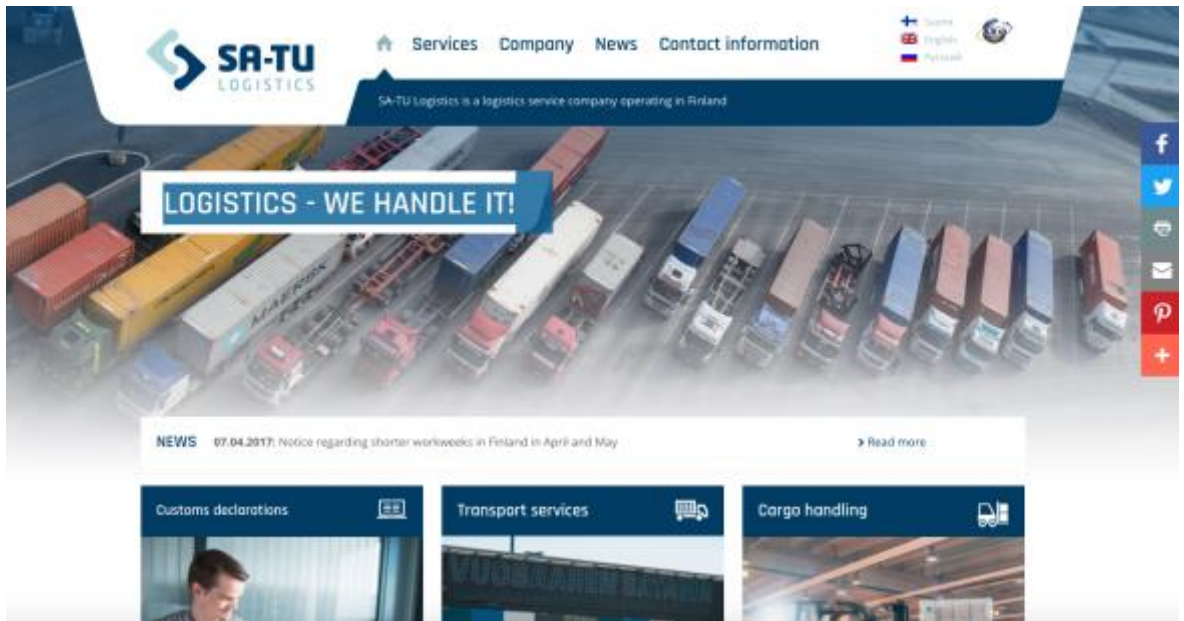 SA-TU
LOGISTICS
Services Company News Contact information
Suomi
English
Русский
SA-TU Logistics is a logistics service company operating in Finland
LOGISTICS - WE HANDLE IT!
MAERSK
NEWS 07.04.2017: Notice regarding shorter workweeks in Finland in April and May > Read more
Customs declarations
Transport services
Cargo handling